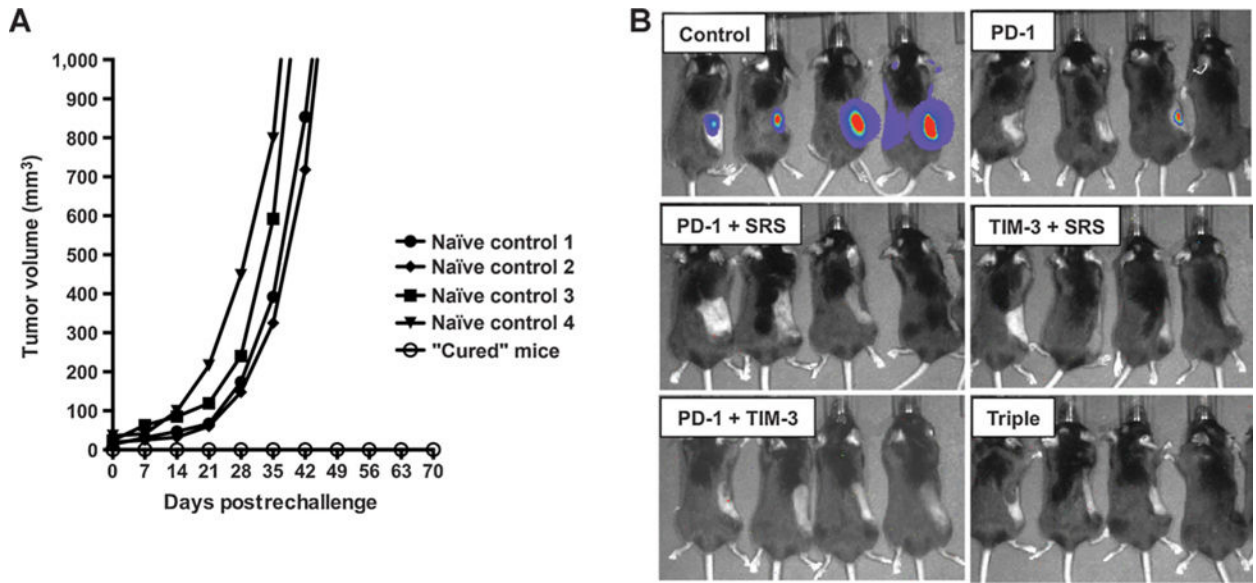 A
Tumor volume (mm³)
1,000
900
800
700
600
500
400
300
200
100
0
0 7 14 21 28 35 42 49 56 63 70
Days postrechallenge
Naïve control 1
Naïve control 2
Naïve control 3
Naïve control 4
"Cured" mice
B
Control
PD-1
PD-1 + SRS
TIM-3 + SRS
PD-1 + TIM-3
Triple